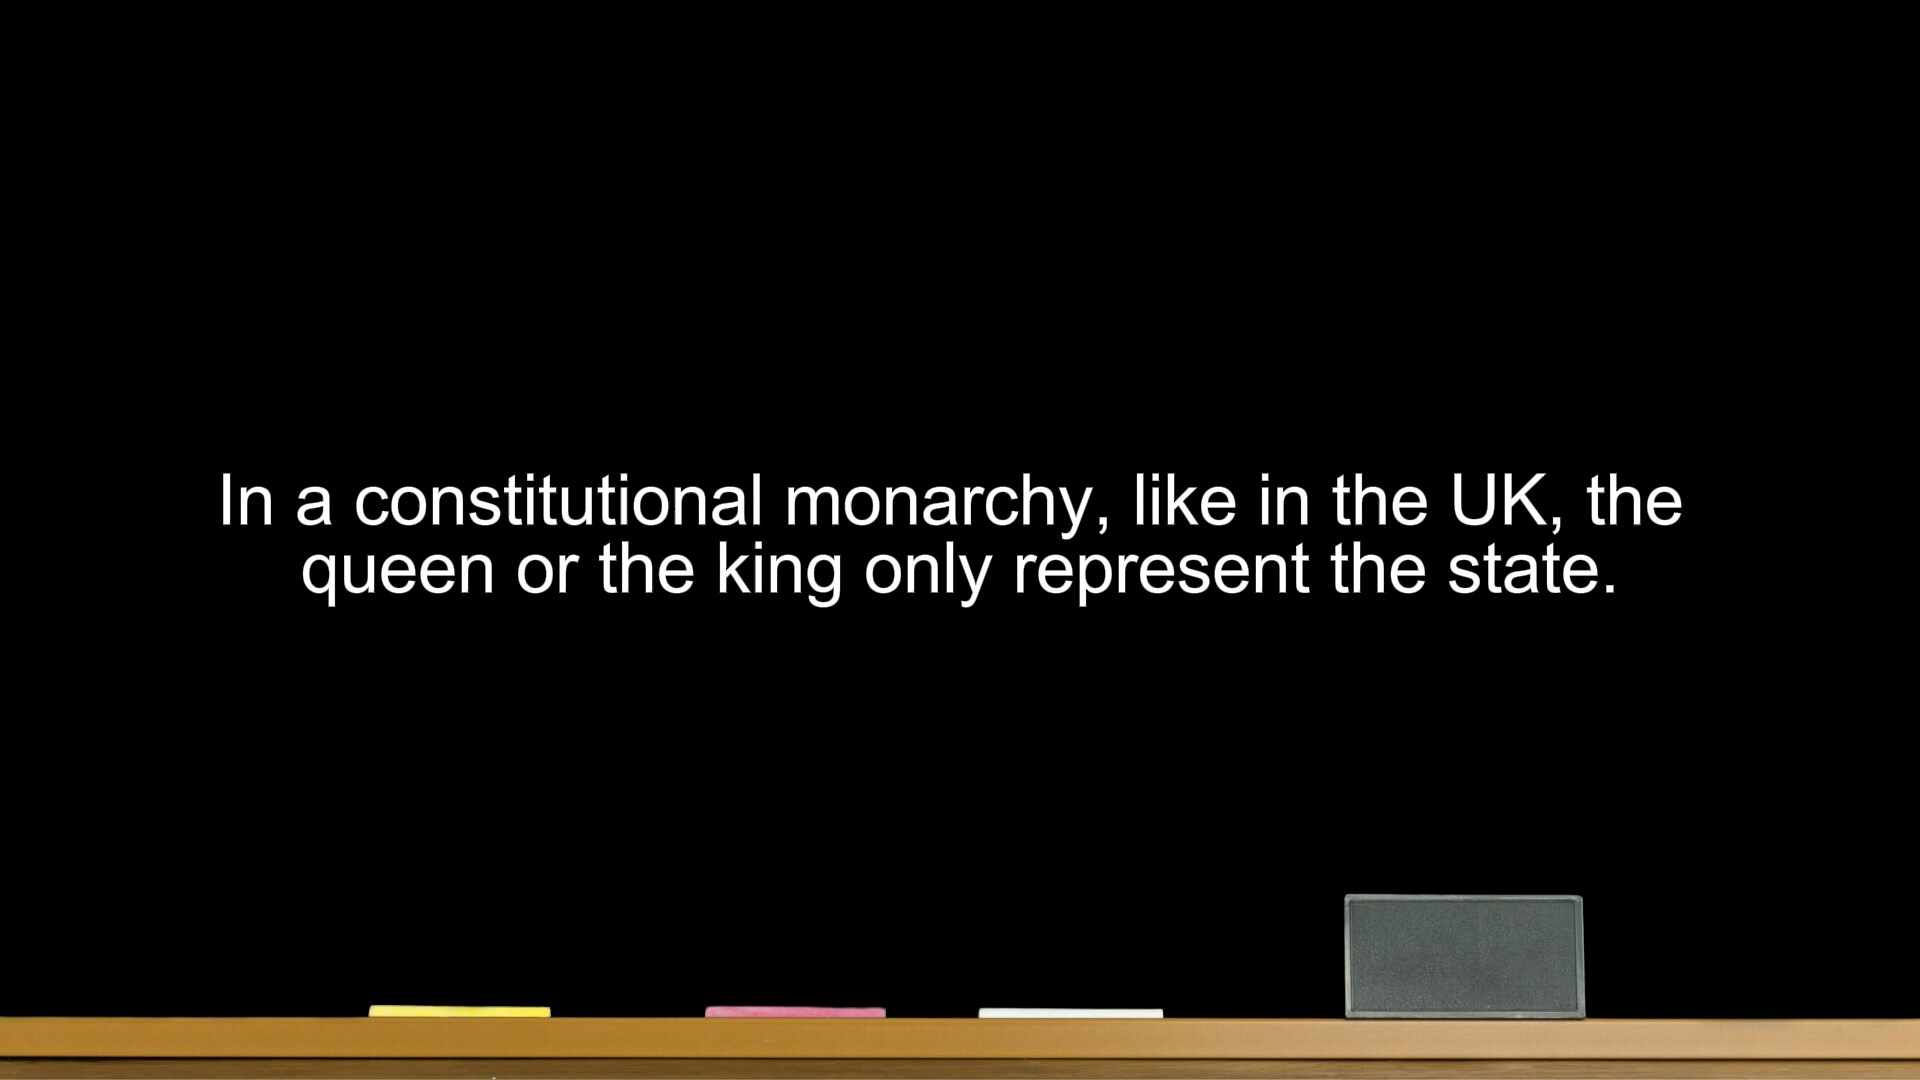 In a constitutional monarchy, like in the UK, the
queen or the king only represent the state.